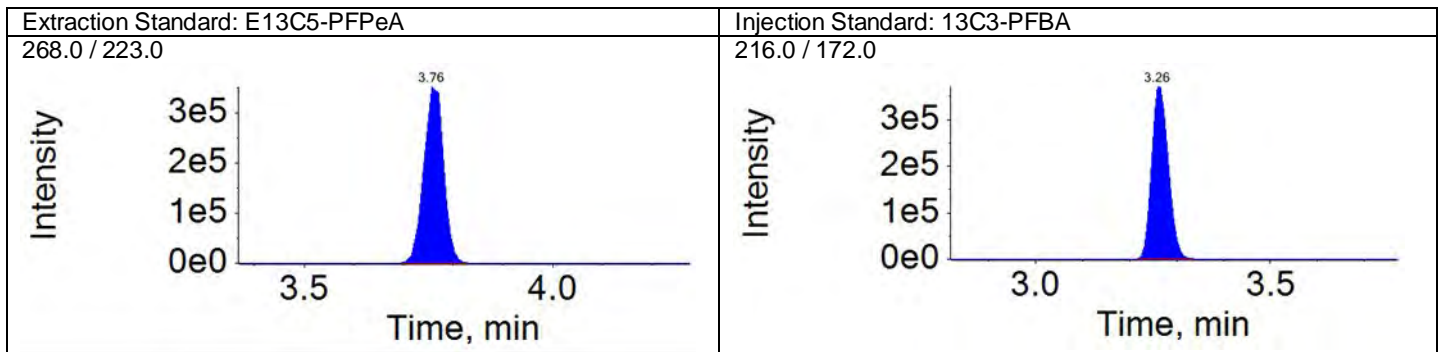 Extraction Standard: E13C5-PFPeA
268.0 / 223.0
3.76
Intensity
3e5
2e5
1e5
0e0
3.5 4.0
Time, min
Injection Standard: 13C3-PFBA
216.0 / 172.0
3.26
Intensity
3e5
2e5
1e5
0e0
3.0 3.5
Time, min